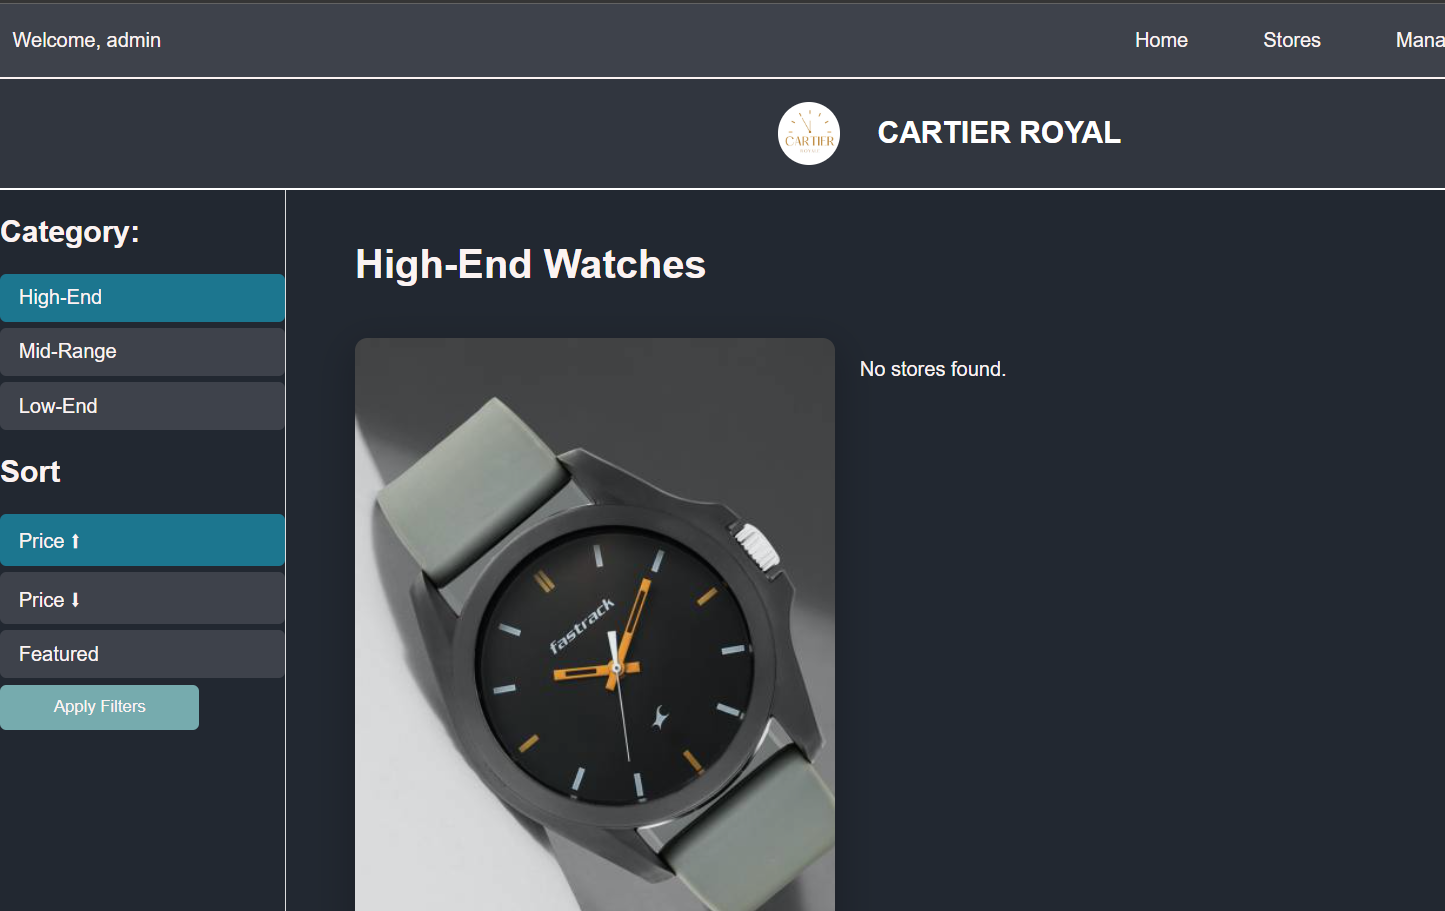 Welcome, admin
Home
Stores
Mana
CARTIER
CARTIER ROYAL
Category:
High-End
Mid-Range
Low-End
Sort
Price ⬆
Price ⬇
Featured
Apply Filters
High-End Watches
fastrack
No stores found.